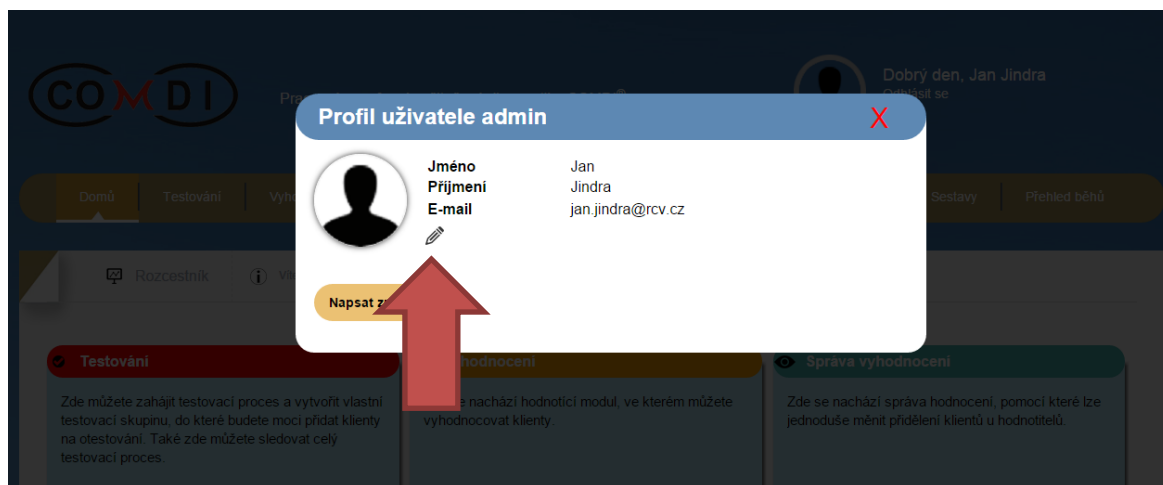 COMDI
Dobrý den, Jan Jindra
Odhlásit se
Profil uživatele admin
X
Jméno Jan
Příjmení Jindra
E-mail jan.jindra@rcv.cz
Domů Testování Sestavy Přehled běhů
Rozcestník
Napsat
Testování
Správa vyhodnocení
Zde můžete zahájit testovací proces a vytvořit vlastní
testovací skupinu, do které budete moci přidat klienty
na otestování. Také zde můžete sledovat celý
testovací proces.
se nachází hodnotící modul, ve kterém můžete
vyhodnocovat klienty.
Zde se nachází správa hodnocení, pomocí které lze
jednoduše měnit přidělení klientů u hodnotitelů.